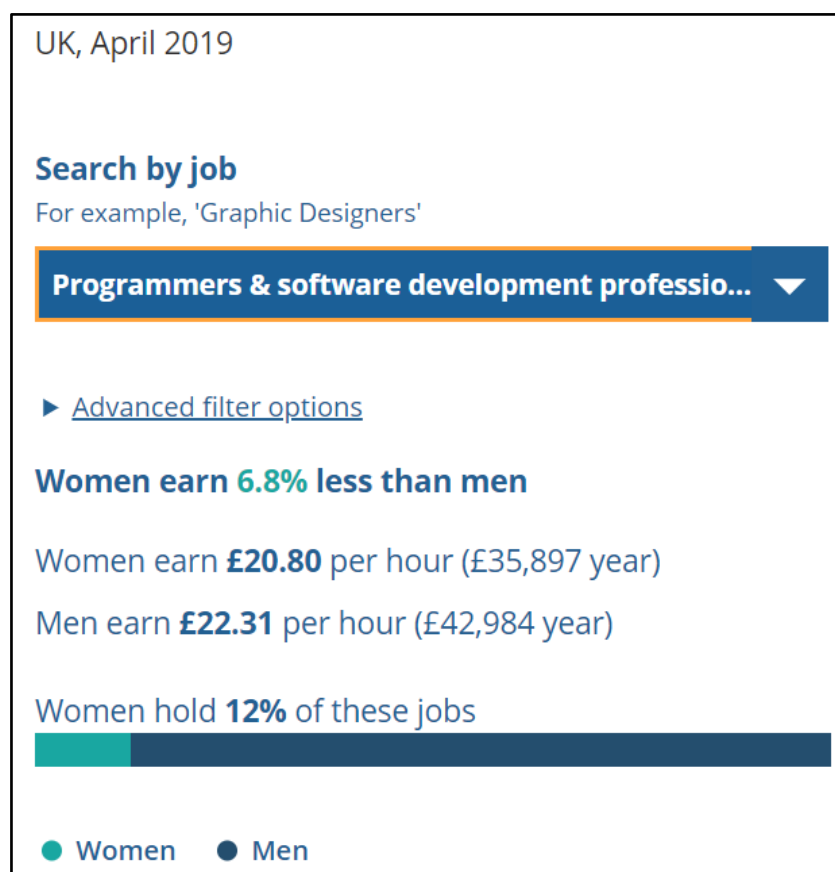 UK, April 2019
Search by job
For example, 'Graphic Designers'
Programmers & software development professio...
Advanced filter options
Women earn 6.8% less than men
Women earn £20.80 per hour (£35,897 year)
Men earn £22.31 per hour (£42,984 year)
Women hold 12% of these jobs
Women Men